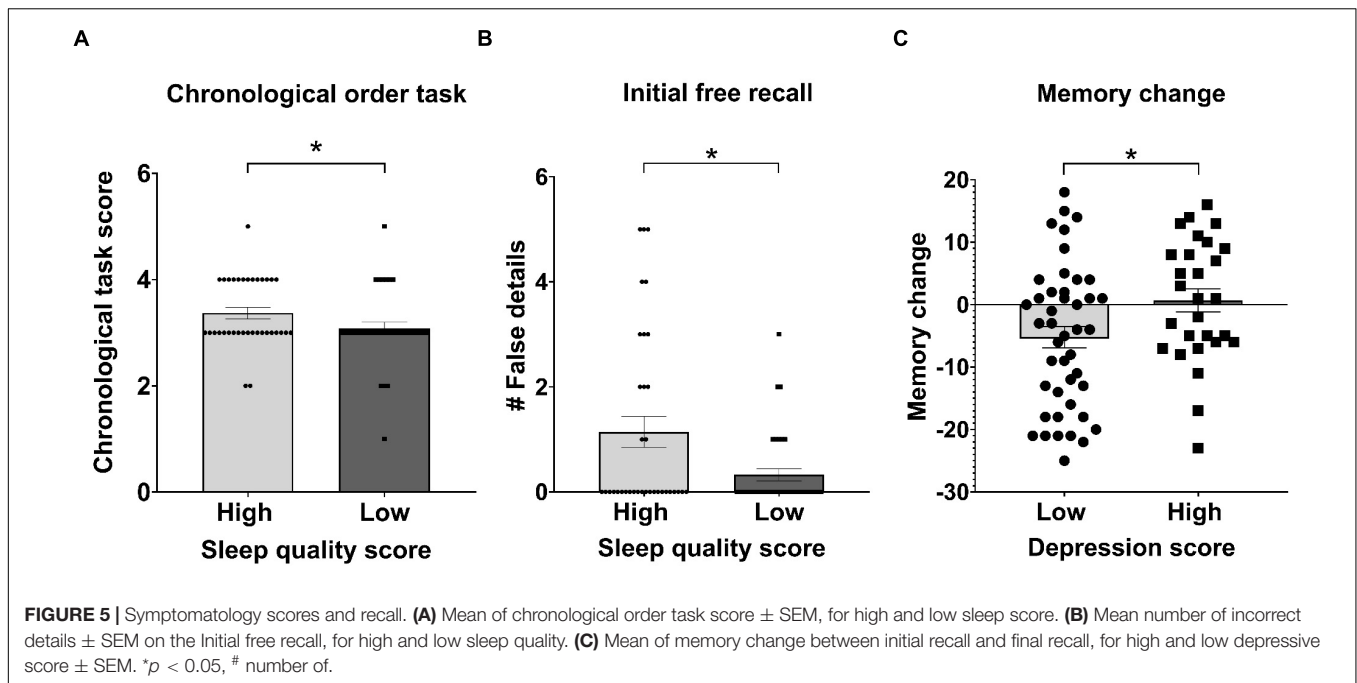 A
B
C
Chronological order task
Initial free recall
Memory change
*
*
*
Chronological task score
6
4
2
0
High
Low
Sleep quality score
# False details
6
4
2
0
High
Low
Sleep quality score
Memory change
20
10
0
-10
-20
-30
Low
High
Depression score
FIGURE 5 | Symptomatology scores and recall. (A) Mean of chronological order task score ± SEM, for high and low sleep score. (B) Mean number of incorrect
details ± SEM on the Initial free recall, for high and low sleep quality. (C) Mean of memory change between initial recall and final recall, for high and low depressive
score ± SEM. *p < 0.05, # number of.